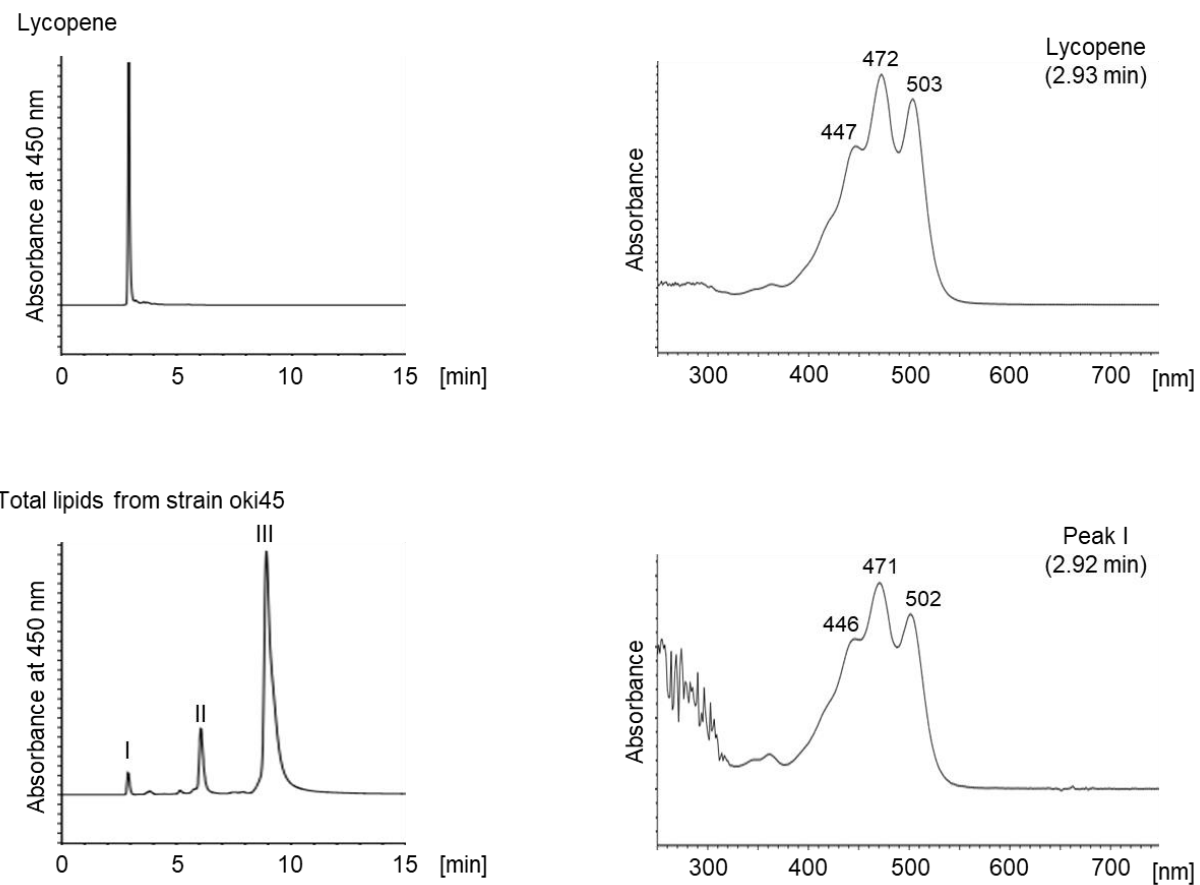 Lycopene
Absorbance at 450 nm
0 5 10 15 [min]
Lycopene
(2.93 min)
Absorbance
447
472
503
300 400 500 600 700 [nm]
Total lipids from strain oki45
Absorbance at 450 nm
I
II
III
0 5 10 15 [min]
Peak I
(2.92 min)
Absorbance
446
471
502
300 400 500 600 700 [nm]